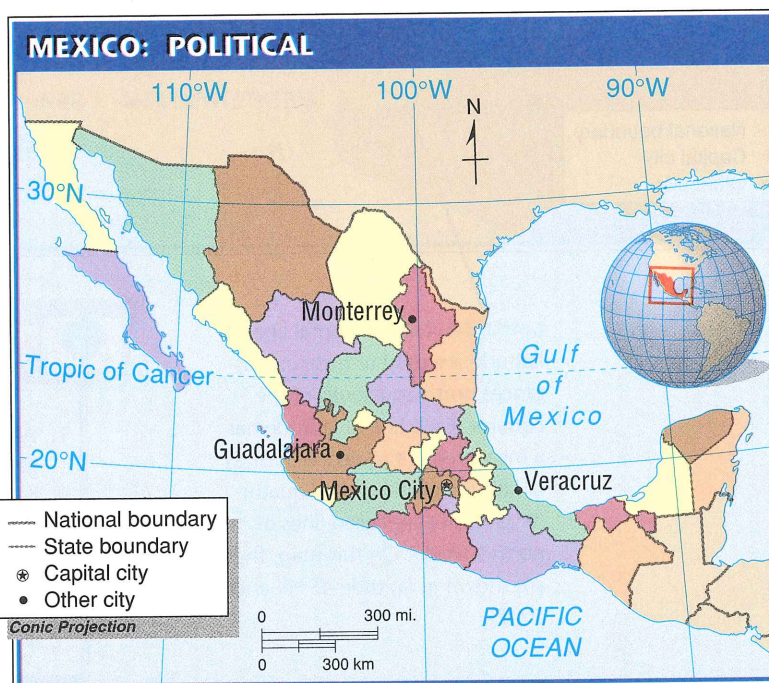 MEXICO: POLITICAL
110°W
100°W
90°W
N
30°N
Monterrey
Gulf
of
Mexico
Tropic of Cancer
Guadalajara
20°N
Mexico City
Veracruz
National boundary
State boundary
Capital city
Other city
Conic Projection
0 300 mi.
0 300 km
PACIFIC
OCEAN